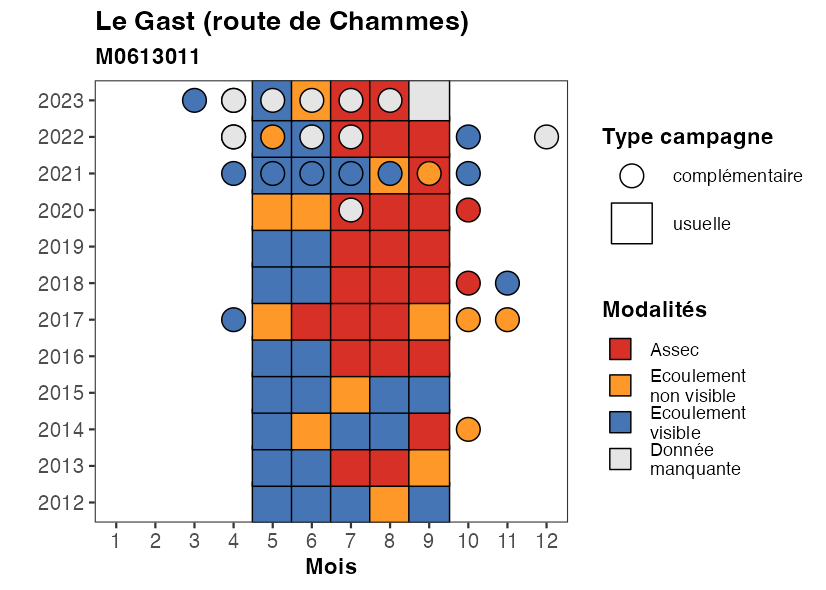 Le Gast (route de Chammes)
M0613011
2023
2022
2021
2020
2019
2018
2017
2016
2015
2014
2013
2012
1 2 3 4 5 6 7 8 9 10 11 12
Mois
Type campagne
complémentaire
usuelle
Modalités
Assec
Ecoulement
non visible
Ecoulement
visible
Donnée
manquante